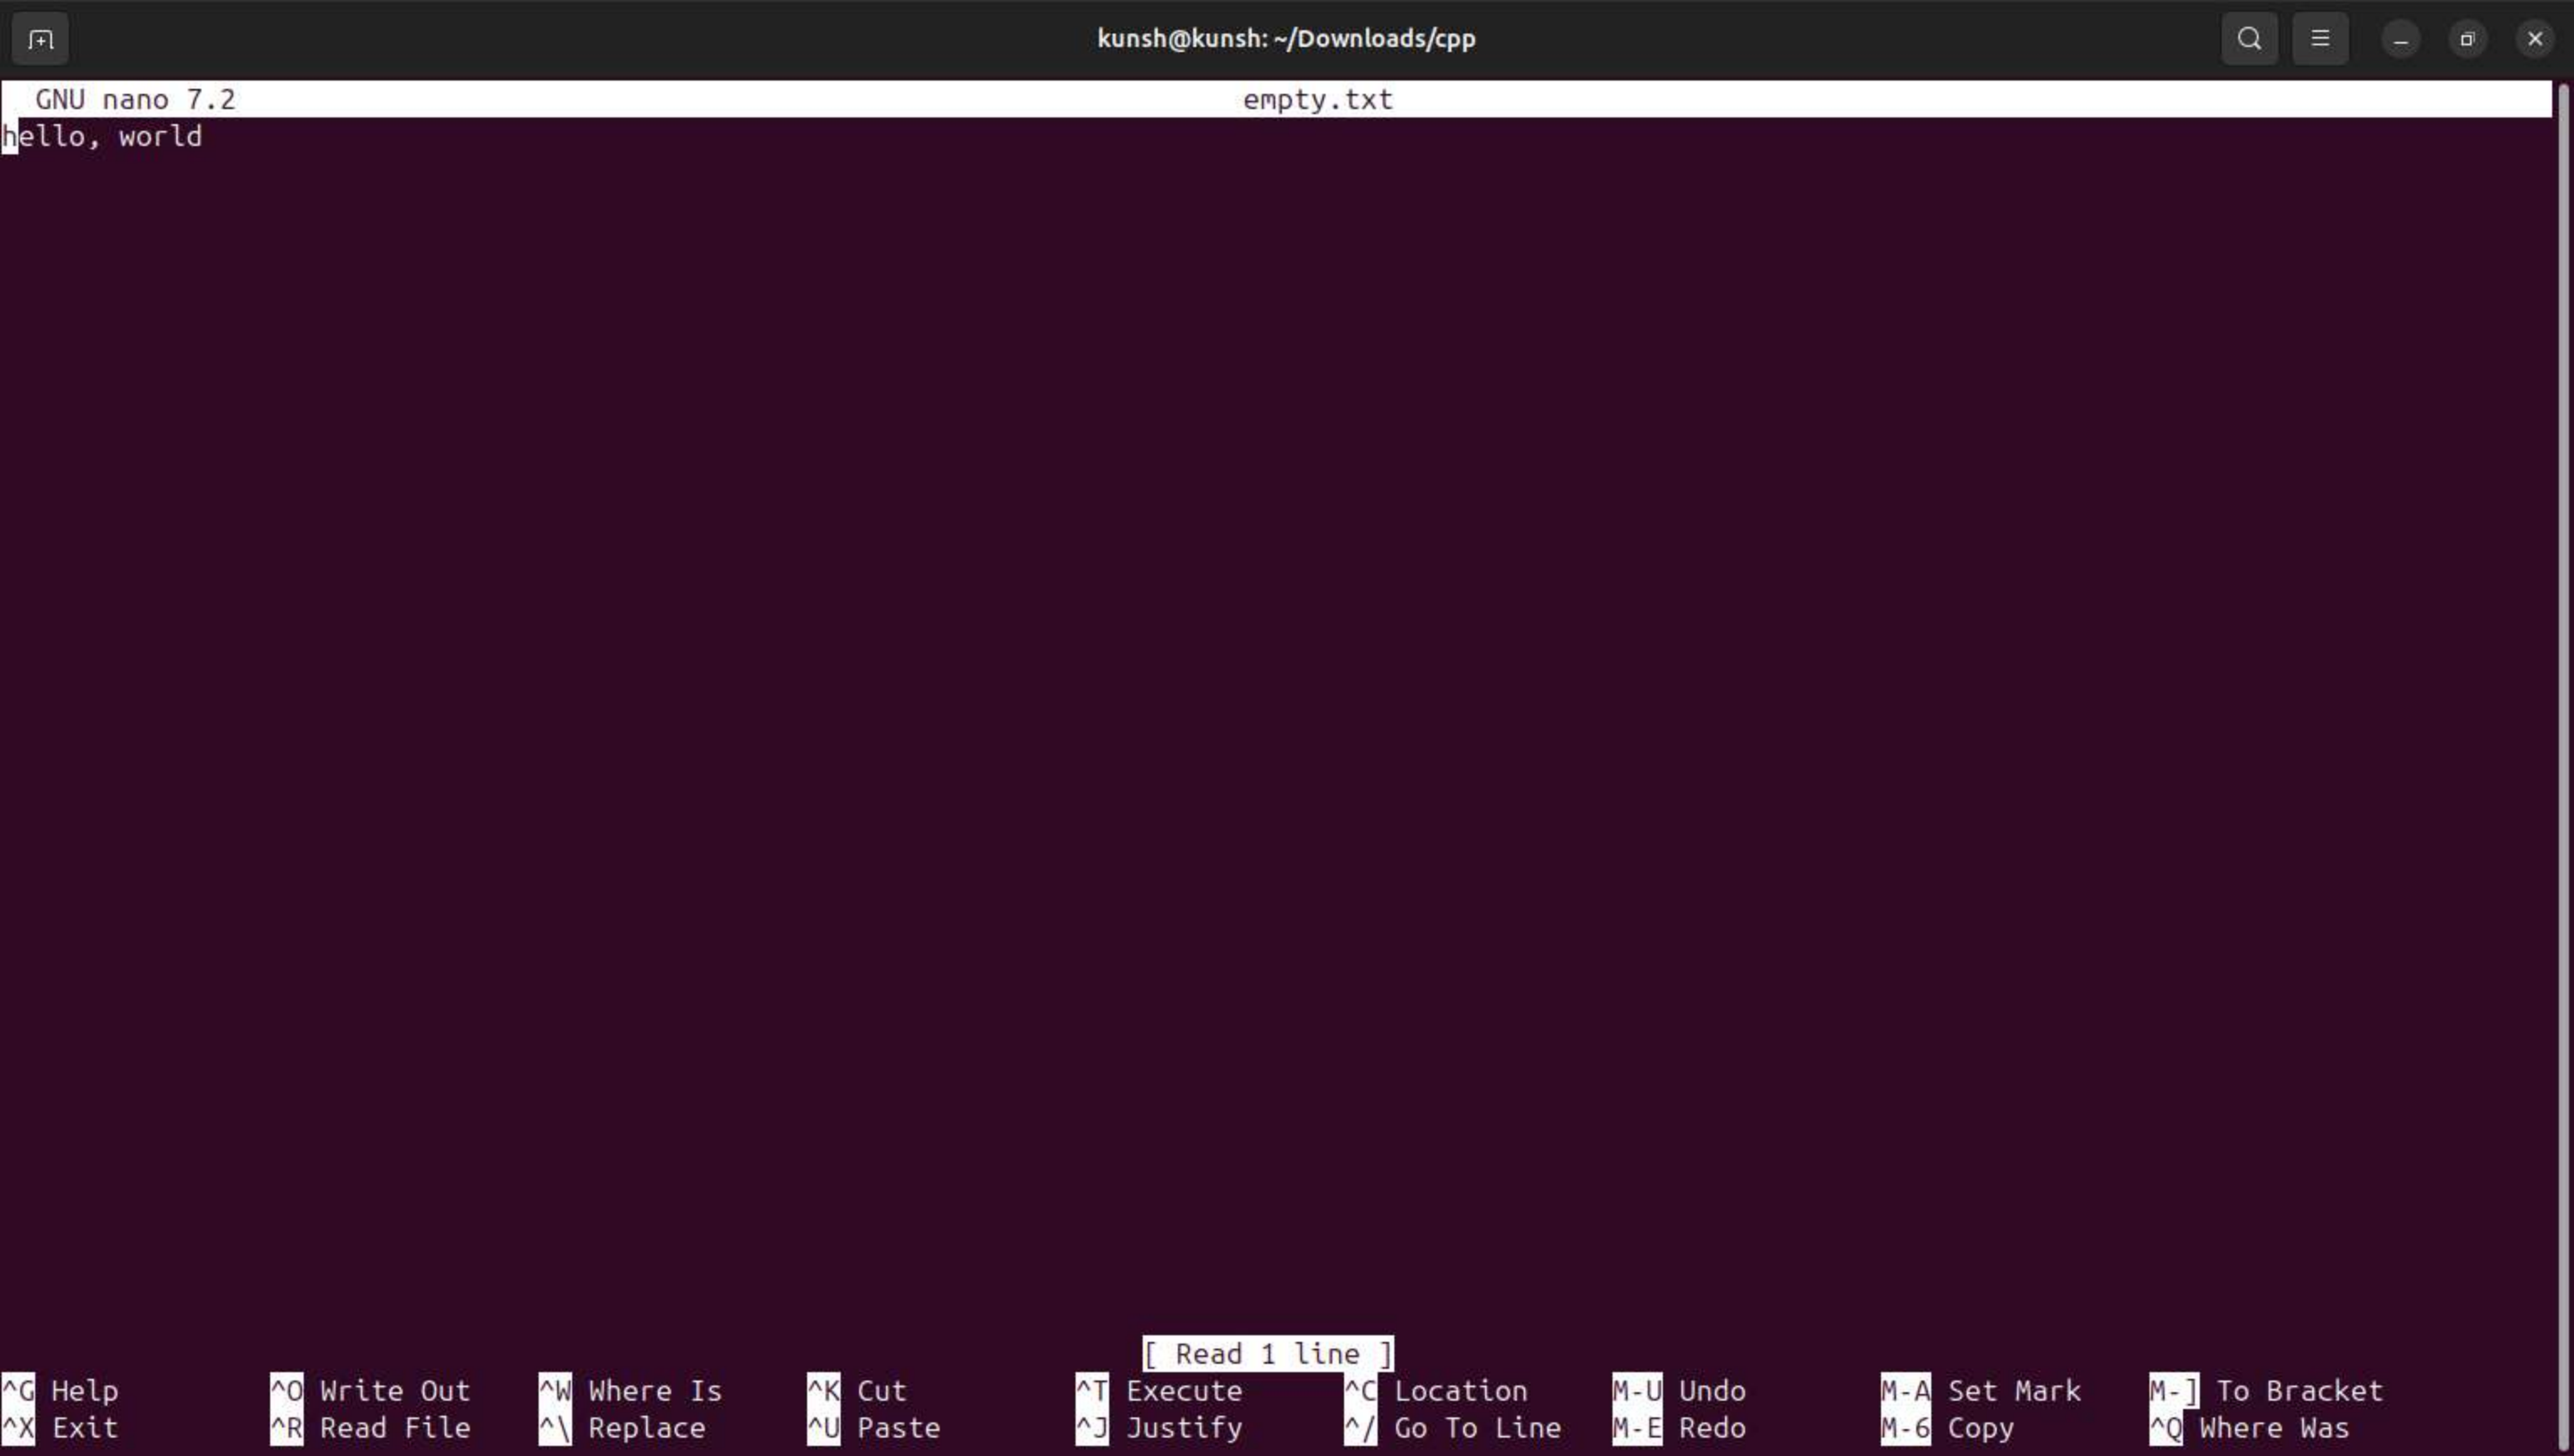 kunsh@kunsh: ~/Downloads/cpp
GNU nano 7.2 empty.txt
hello, world
[ Read 1 line ]
^G Help ^O Write Out ^W Where Is ^K Cut ^T Execute ^C Location M-U Undo M-A Set Mark M-] To Bracket
^X Exit ^R Read File ^\ Replace ^U Paste ^J Justify ^/ Go To Line M-E Redo M-6 Copy ^Q Where Was